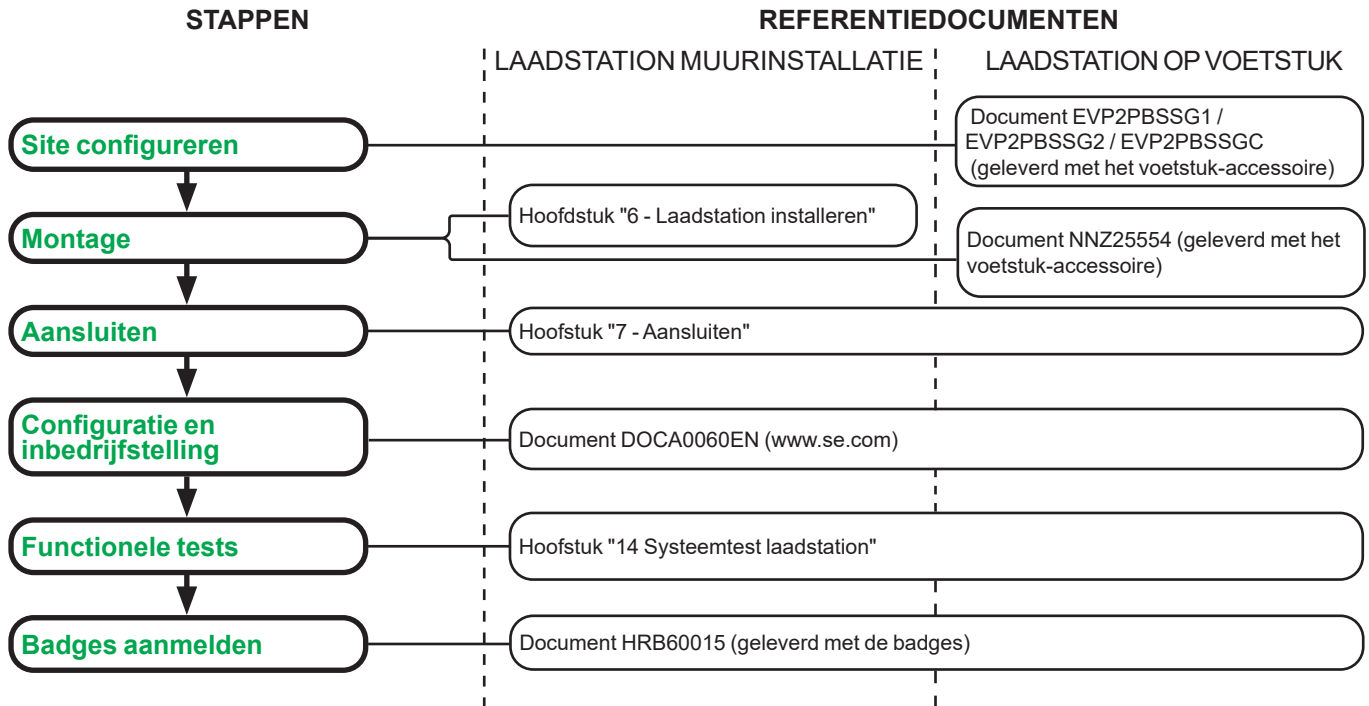 STAPPEN
REFERENTIEDOCUMENTEN
LAADSTATION MUURINSTALLATIE
LAADSTATION OP VOETSTUK
Site configureren
Document EVP2PBSSG1 /
EVP2PBSSG2 / EVP2PBSSGC
(geleverd met het voetstuk-accessoire)
Montage
Hoofdstuk "6 - Laadstation installeren"
Document NNZ25554 (geleverd met het
voetstuk-accessoire)
Aansluiten
Hoofstuk "7 - Aansluiten"
Configuratie en
inbedrijfstelling
Document DOCA0060EN (www.se.com)
Functionele tests
Hoofstuk "14 Systeemtest laadstation"
Badges aanmelden
Document HRB60015 (geleverd met de badges)